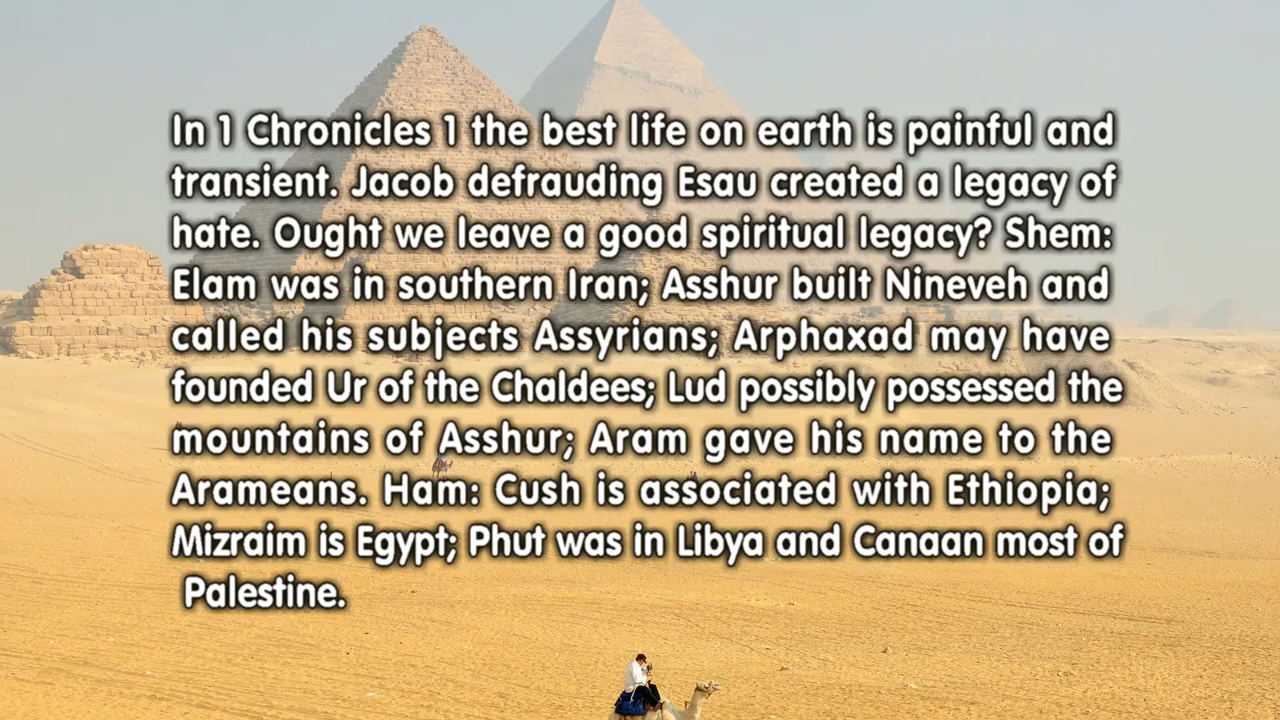 In 1 Chronicles 1 the best life on earth is painful and
transient. Jacob defrauding Esau created a legacy of
hate. Ought we leave a good spiritual legacy? Shem:
Elam was in southern Iran; Asshur built Nineveh and
called his subjects Assyrians; Arphaxad may have
founded Ur of the Chaldees; Lud possibly possessed the
mountains of Asshur; Aram gave his name to the
Arameans. Ham: Cush is associated with Ethiopia;
Mizraim is Egypt; Phut was in Libya and Canaan most of
Palestine.